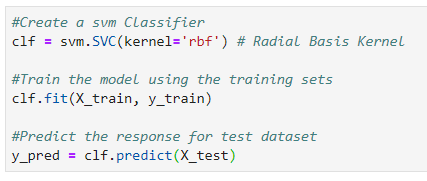 #Create a svm Classifier
clf = svm.SVC(kernel='rbf') # Radial Basis Kernel
#Train the model using the training sets
clf.fit(X_train, y_train)
#Predict the response for test dataset
y_pred = clf.predict(X_test)